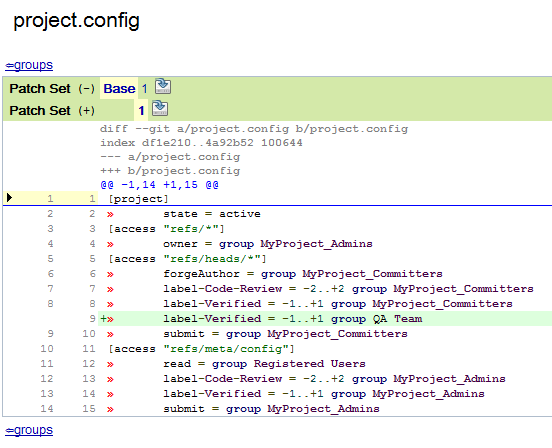 project.config
⇦groups
Patch Set (-) Base 1
Patch Set (+) 1
diff --git a/project.config b/project.config
index df1e210..4a92b52 100644
--- a/project.config
+++ b/project.config
@@ -1,14 +1,15 @@
1 1 [project]
2 2 » state = active
3 3 [access "refs/*"]
4 4 » owner = group MyProject_Admins
5 5 [access "refs/heads/*"]
6 6 » forgeAuthor = group MyProject_Committers
7 7 » label-Code-Review = -2..+2 group MyProject_Committers
8 8 » label-Verified = -1..+1 group MyProject_Committers
9 +» label-Verified = -1..+1 group QA Team
9 10 » submit = group MyProject_Committers
10 11 [access "refs/meta/config"]
11 12 » read = group Registered Users
12 13 » label-Code-Review = -2..+2 group MyProject_Admins
13 14 » label-Verified = -1..+1 group MyProject_Admins
14 15 » submit = group MyProject_Admins
⇦groups